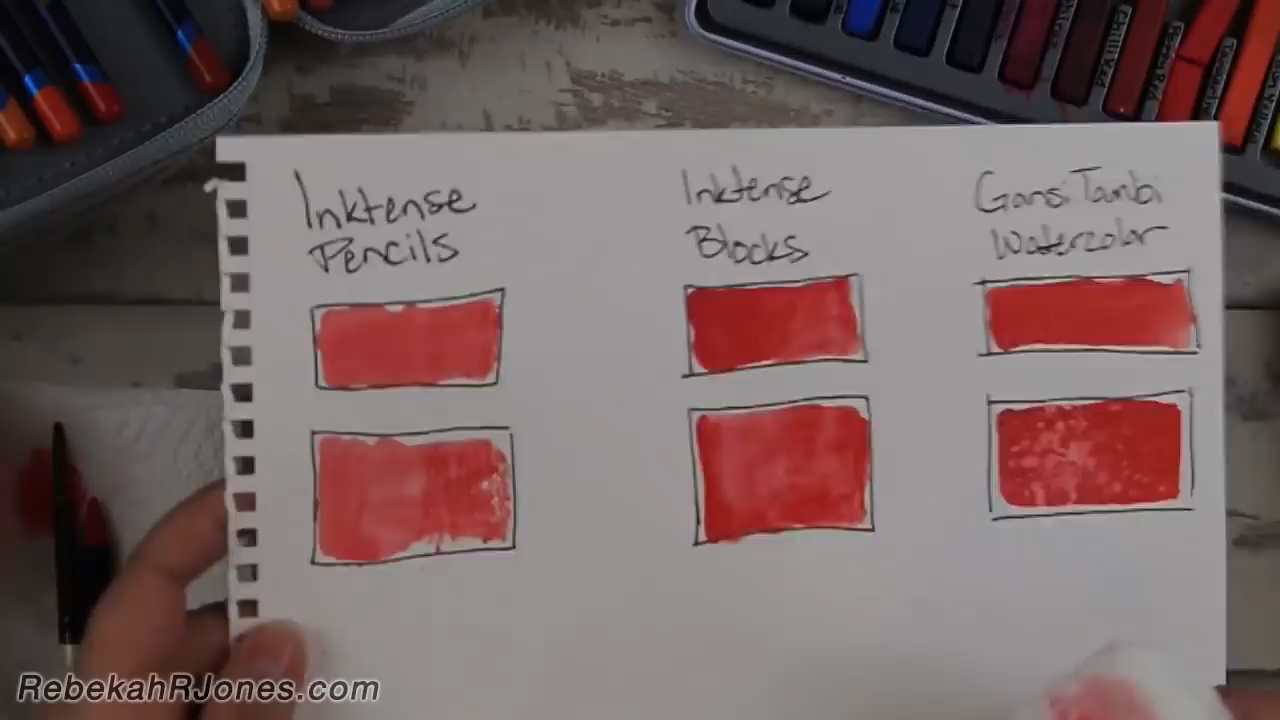 Inktense
Pencils
Inktense
Blocks
Gansi Tambi
Watercolor
RebekahRJones.com